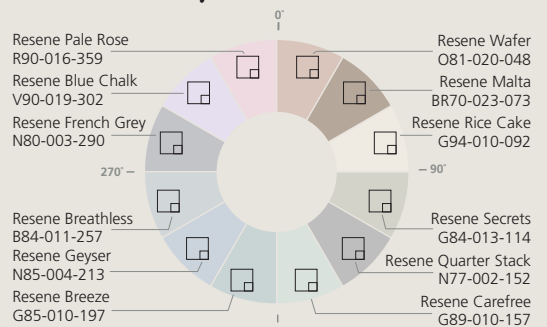 0°
Resene Pale Rose
R90-016-359
Resene Blue Chalk
V90-019-302
Resene French Grey
N80-003-290
270°
Resene Breathless
B84-011-257
Resene Geyser
N85-004-213
Resene Breeze
G85-010-197
Resene Wafer
O81-020-048
Resene Malta
BR70-023-073
Resene Rice Cake
G94-010-092
90°
Resene Secrets
G84-013-114
Resene Quarter Stack
N77-002-152
Resene Carefree
G89-010-157